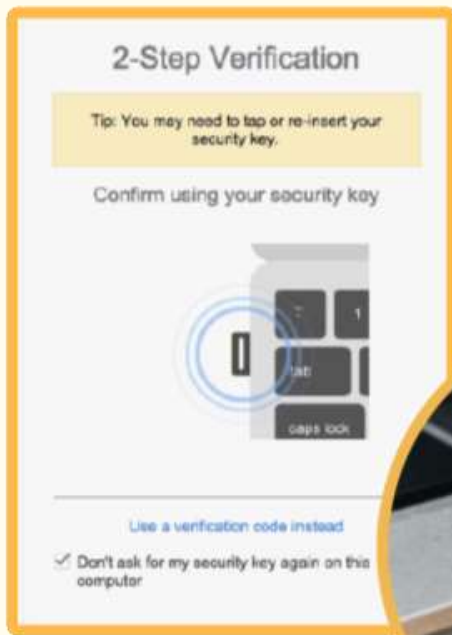 2-Step Verification
Tip: You may need to tap or re-insert your
security key.
Confirm using your security key
1
tab
caps lock
Use a verification code instead
Don't ask for my security key again on this
computer